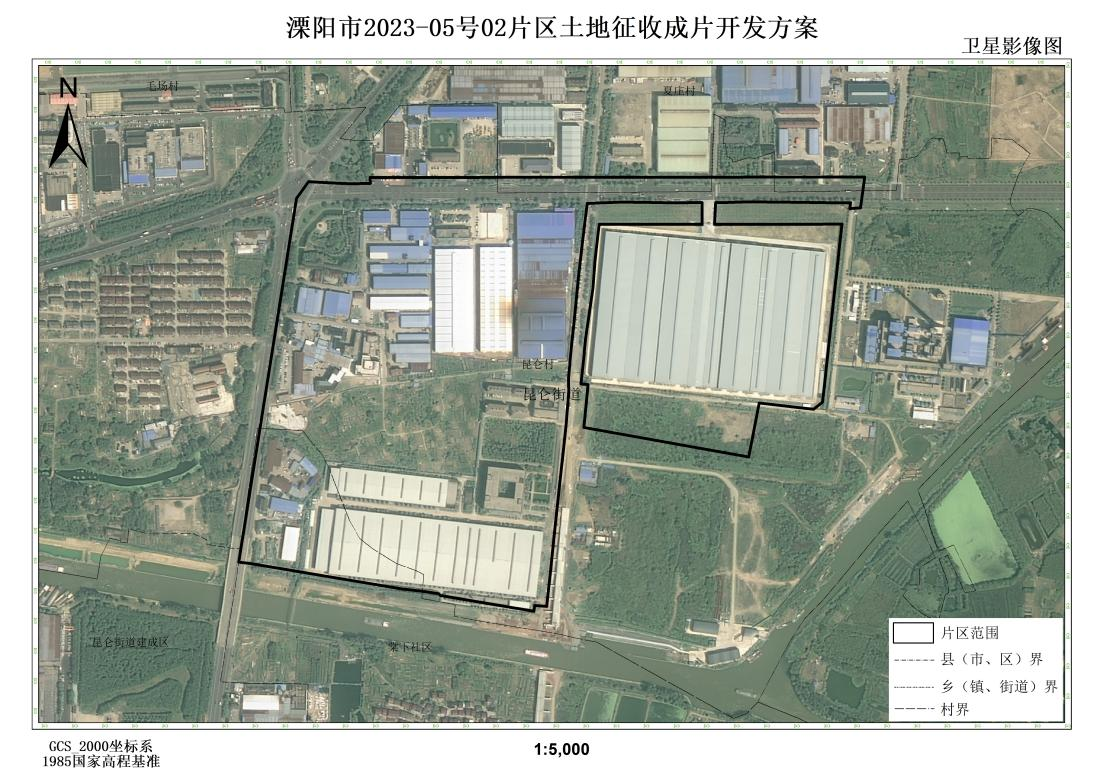 溧阳市2023-05号02片区土地征收成片开发方案
卫星影像图
N
毛场村
夏庄村
昆仑村
昆仑街道
昆仑街道建成区
棠下社区
片区范围
县（市、区）界
乡（镇、街道）界
村界
GCS_2000坐标系
1985国家高程基准
1:5,000